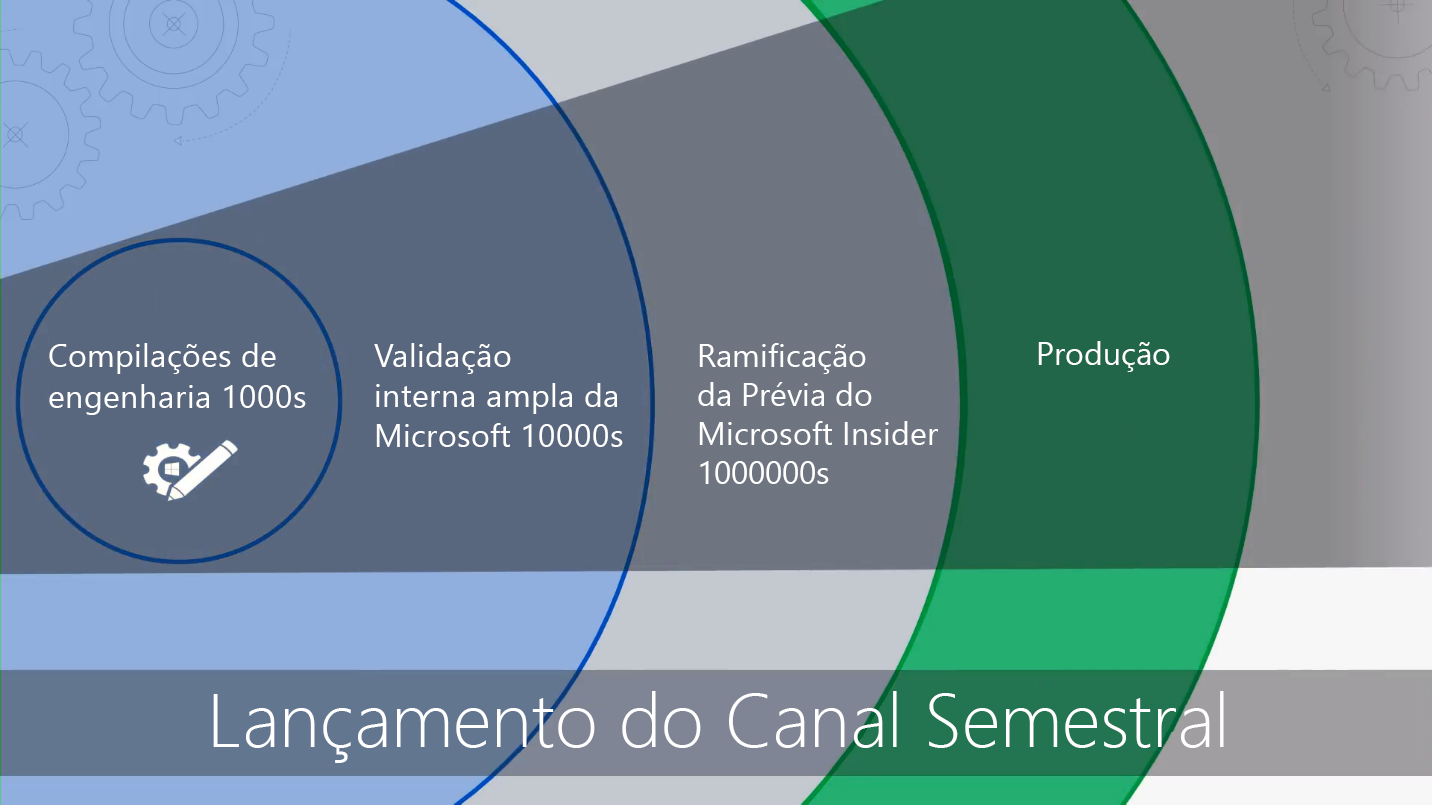 Compilações de
engenharia 1000s
Validação
interna ampla da
Microsoft 10000s
Ramificação
da Prévia do
Microsoft Insider
1000000s
Produção
Lançamento do Canal Semestral